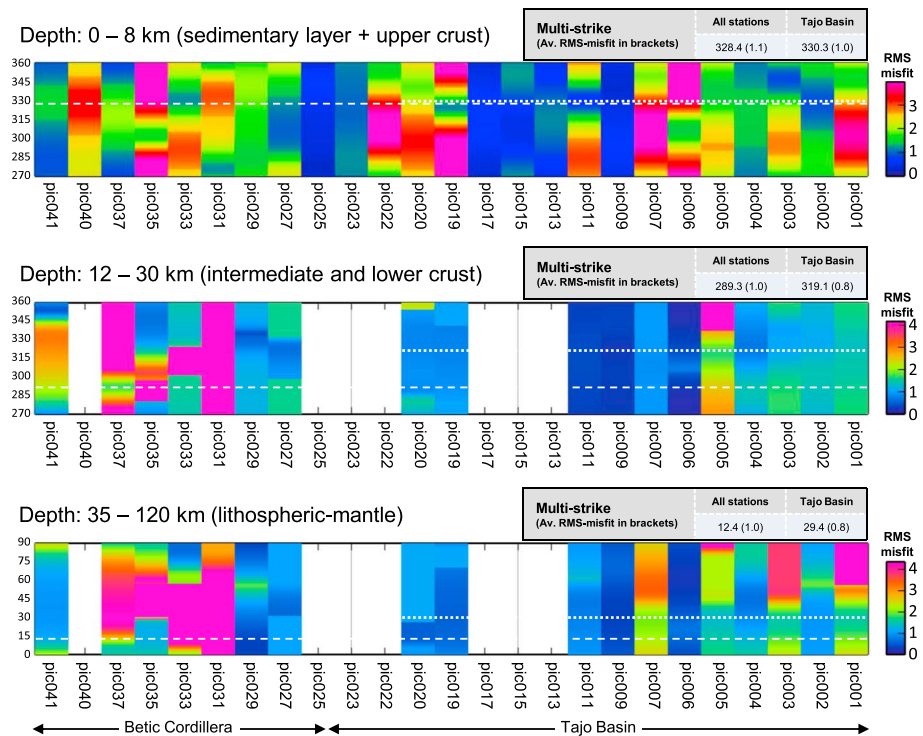 Depth: 0 – 8 km (sedimentary layer + upper crust)
Multi-strike
(Av. RMS-misfit in brackets)
All stations
Tajo Basin
328.4 (1.1)
330.3 (1.0)
RMS
misfit
360
345
330
315
300
285
270
4
3
2
1
0
pic041
pic040
pic037
pic035
pic033
pic031
pic029
pic027
pic025
pic023
pic022
pic020
pic019
pic017
pic015
pic013
pic011
pic009
pic007
pic006
pic005
pic004
pic003
pic002
pic001
Depth: 12 – 30 km (intermediate and lower crust)
Multi-strike
(Av. RMS-misfit in brackets)
All stations
Tajo Basin
289.3 (1.0)
319.1 (0.8)
RMS
misfit
360
345
330
315
300
285
270
4
3
2
1
0
pic041
pic040
pic037
pic035
pic033
pic031
pic029
pic027
pic025
pic023
pic022
pic020
pic019
pic017
pic015
pic013
pic011
pic009
pic007
pic006
pic005
pic004
pic003
pic002
pic001
Depth: 35 – 120 km (lithospheric-mantle)
Multi-strike
(Av. RMS-misfit in brackets)
All stations
Tajo Basin
12.4 (1.0)
29.4 (0.8)
RMS
misfit
90
75
60
45
30
15
0
4
3
2
1
0
pic041
pic040
pic037
pic035
pic033
pic031
pic029
pic027
pic025
pic023
pic022
pic020
pic019
pic017
pic015
pic013
pic011
pic009
pic007
pic006
pic005
pic004
pic003
pic002
pic001
Betic Cordillera
Tajo Basin